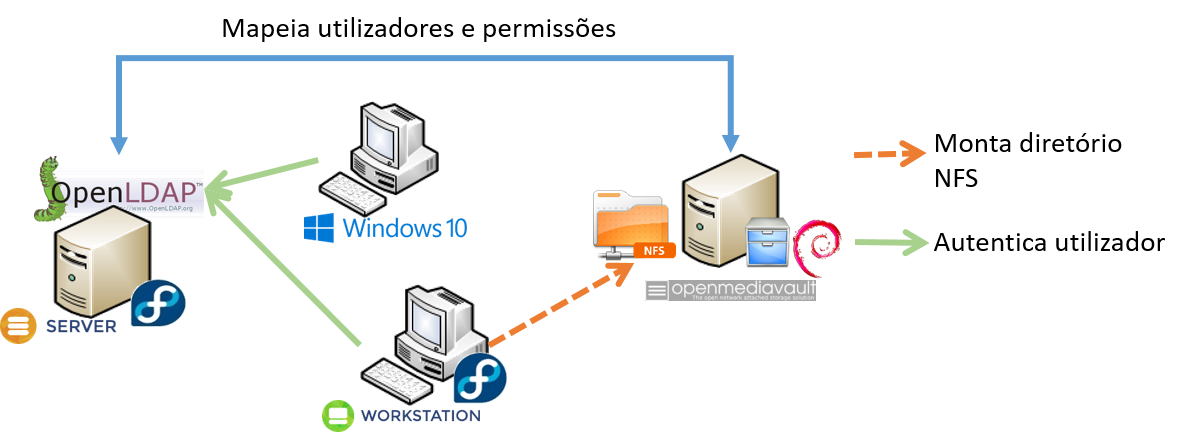 Mapeia utilizadores e permissões
OpenLDAP™
://www.OpenLDAP.org
SERVER
Windows 10
WORKSTATION
NFS
openmediavault
The open network attached storage solution
Monta diretório
NFS
Autentica utilizador